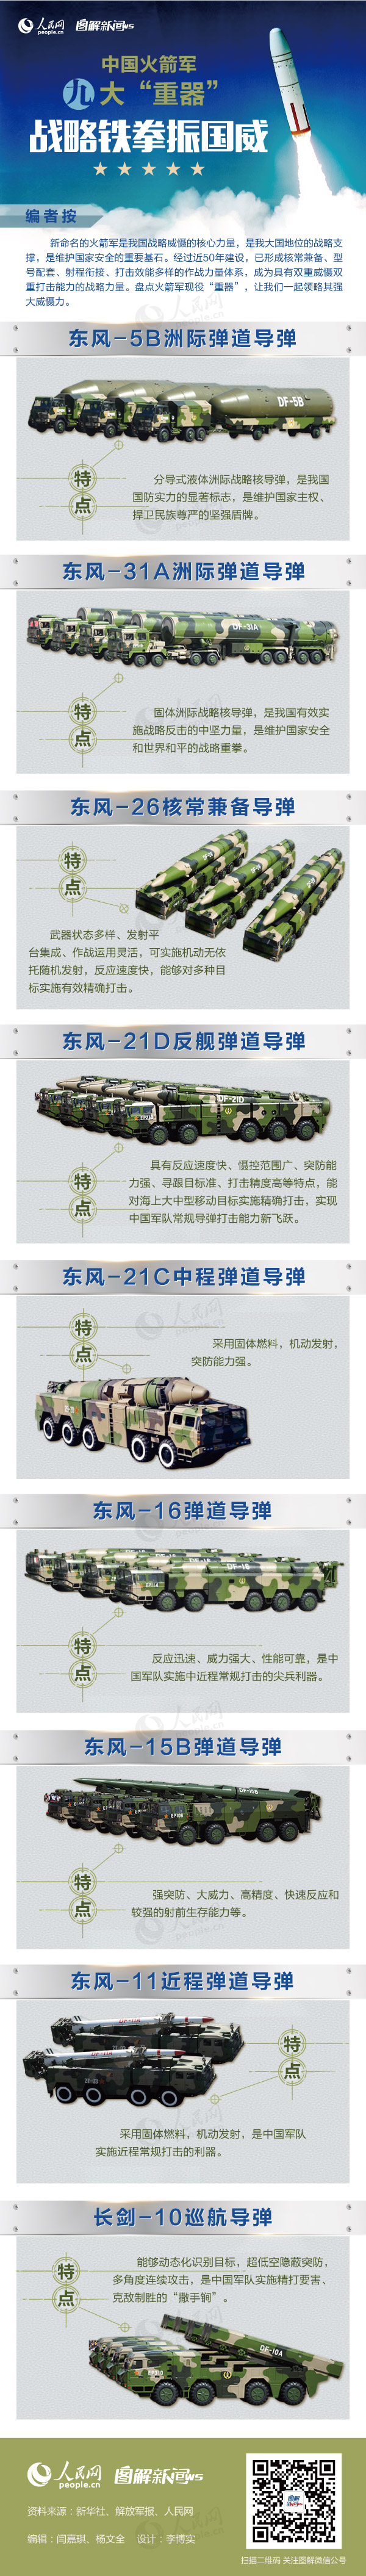 人民网
people.cn
图解新闻
NEWS
中国火箭军
九大“重器”
战略铁拳振国威
编者按
新命名的火箭军是我国战略威慑的核心力量，是我大国地位的战略支
撑，是维护国家安全的重要基石。经过近50年建设，已形成核常兼备、型
号配套、射程衔接、打击效能多样的作战力量体系，成为具有双重威慑双
重打击能力的战略力量。盘点火箭军现役“重器”，让我们一起领略其强
大威慑力。
东风-5B洲际弹道导弹
DF-5B
特点
分导式液体洲际战略核导弹，是我国
国防实力的显著标志，是维护国家主权、
捍卫民族尊严的坚强盾牌。
东风-31A洲际弹道导弹
DF-31A
特点
固体洲际战略核导弹，是我国有效实
施战略反击的中坚力量，是维护国家安全
和世界和平的战略重拳。
东风-26核常兼备导弹
特点
武器状态多样、发射平
台集成、作战运用灵活，可实施机动无依
托随机发射，反应速度快，能够对多种目
标实施有效精确打击。
东风-21D反舰弹道导弹
DF-21D
特点
具有反应速度快、慑控范围广、突防能
力强、寻跟目标准、打击精度高等特点，能
对海上大中型移动目标实施精确打击，实现
中国军队常规导弹打击能力新飞跃。
东风-21C中程弹道导弹
特点
采用固体燃料，机动发射，
突防能力强。
东风-16弹道导弹
DF-16
特点
反应迅速、威力强大、性能可靠，是中
国军队实施中近程常规打击的尖兵利器。
东风-15B弹道导弹
DF-15B
特点
强突防、大威力、高精度、快速反应和
较强的射前生存能力等。
东风-11近程弹道导弹
特点
采用固体燃料，机动发射，是中国军队
实施近程常规打击的利器。
长剑-10巡航导弹
特点
能够动态化识别目标，超低空隐蔽突防，
多角度连续攻击，是中国军队实施精打要害、
克敌制胜的“撒手锏”。
DF-10A
人民网
people.cn
图解新闻
NEWS
资料来源：新华社、解放军报、人民网
编辑：闫嘉琪、杨文全 设计：李博实
扫描二维码 关注图解微信公号